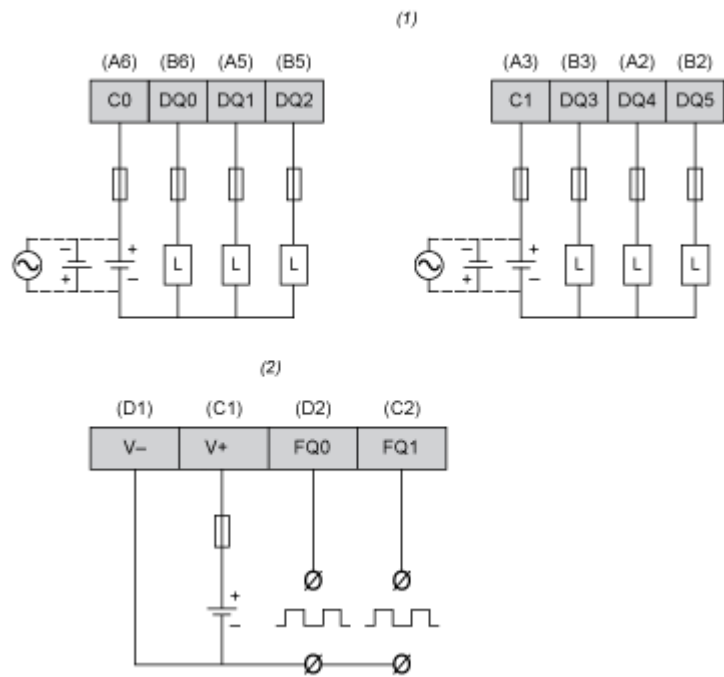 (1)
(A6) (B6) (A5) (B5)
C0 DQ0 DQ1 DQ2
– +
+ –
L L L
(A3) (B3) (A2) (B2)
C1 DQ3 DQ4 DQ5
– +
+ –
L L L
(2)
(D1) (C1) (D2) (C2)
V– V+ FQ0 FQ1
+
–